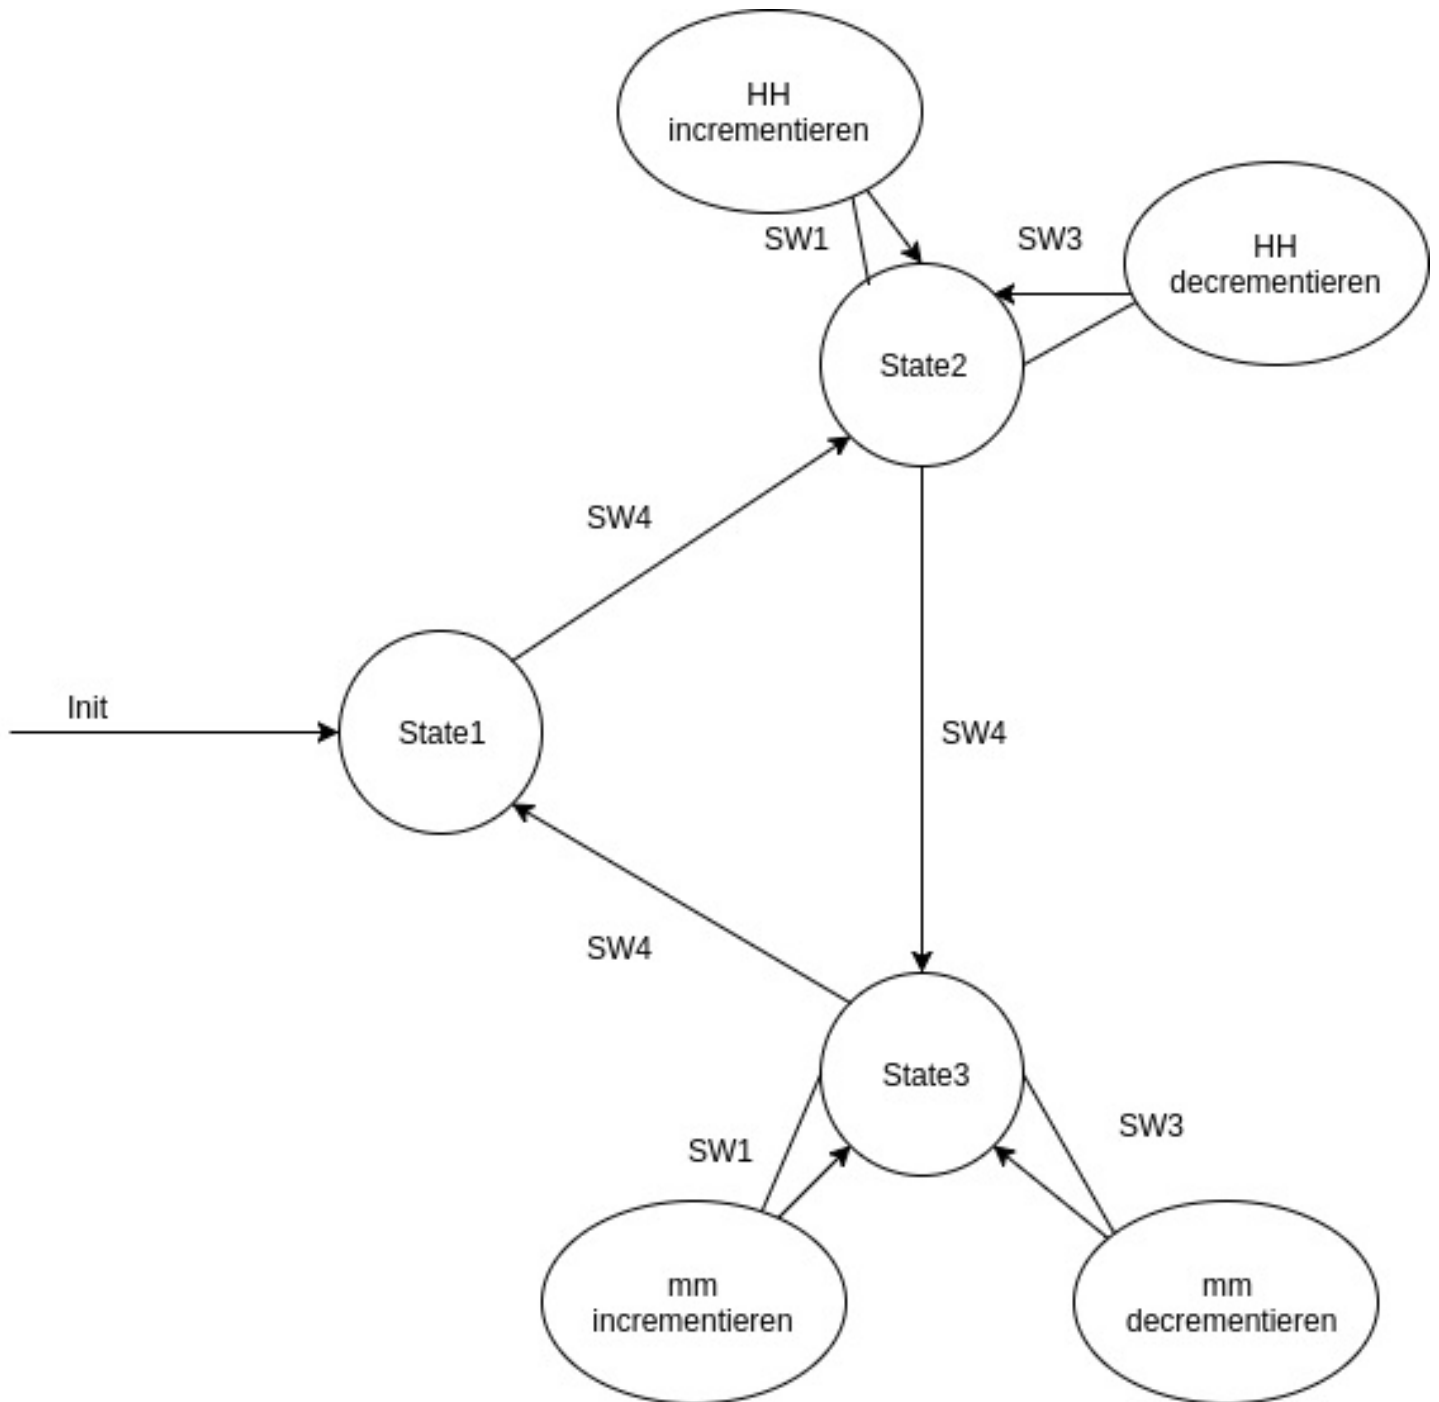 HH
incrementieren
SW1
SW3
HH
decrementieren
State2
SW4
Init
State1
SW4
SW4
State3
SW1
SW3
mm
incrementieren
mm
decrementieren